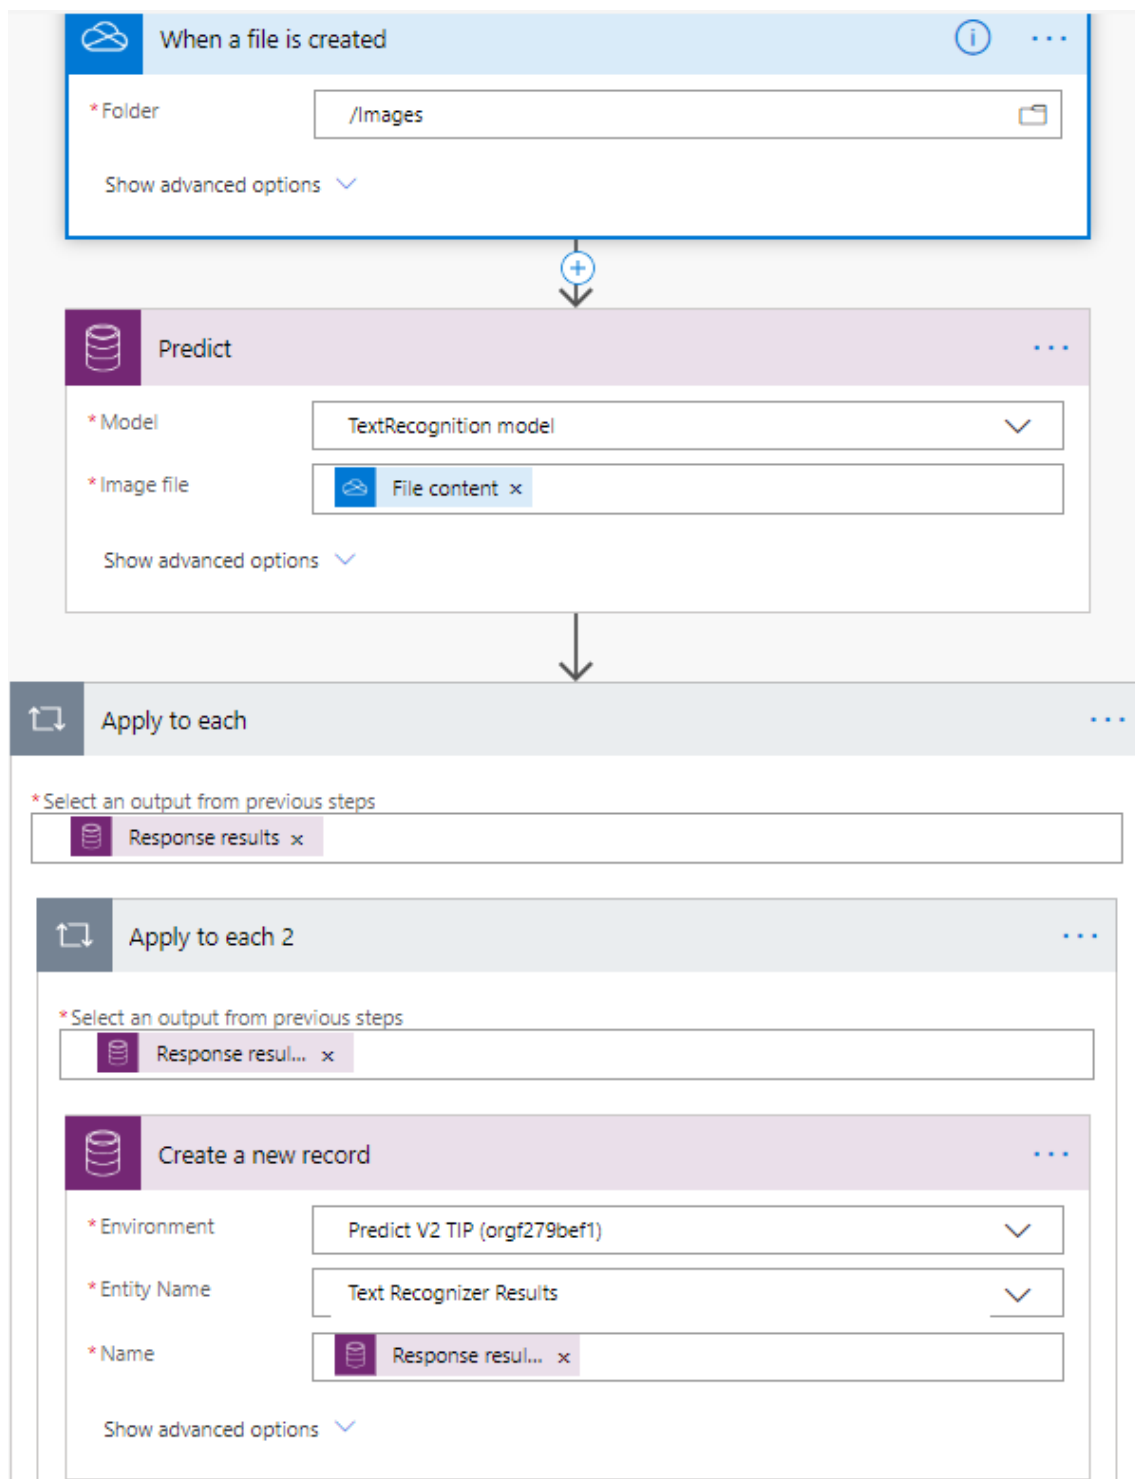 When a file is created
* Folder /Images
Show advanced options
Predict
* Model TextRecognition model
* Image file File content ×
Show advanced options
Apply to each
* Select an output from previous steps
Response results ×
Apply to each 2
* Select an output from previous steps
Response resul... ×
Create a new record
* Environment Predict V2 TIP (orgf279bef1)
* Entity Name Text Recognizer Results
* Name Response resul... ×
Show advanced options